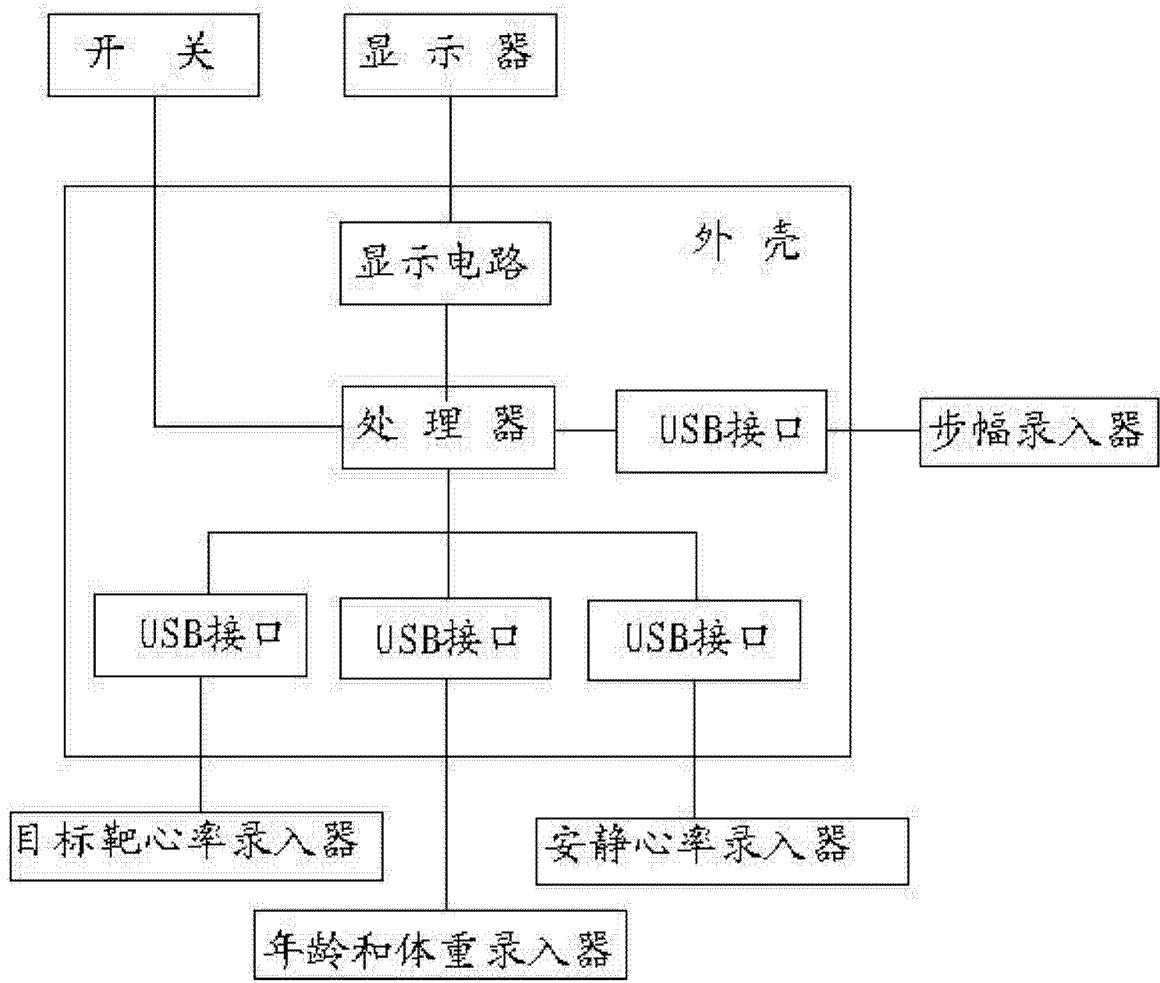 开 关
显 示 器
外 壳
显示电路
处 理 器
USB接口
步幅录入器
USB接口
USB接口
USB接口
目标靶心率录入器
安静心率录入器
年龄和体重录入器